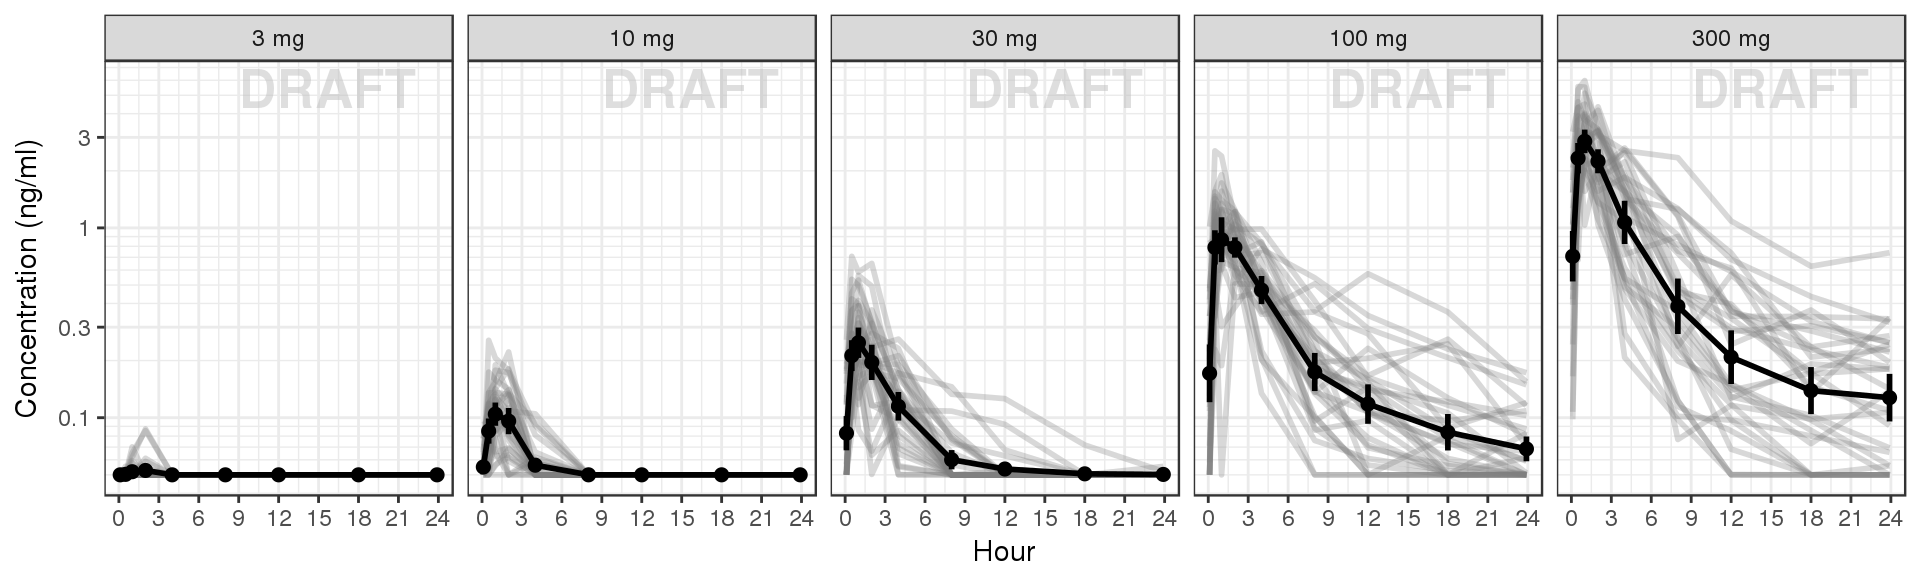 3 mg 10 mg 30 mg 100 mg 300 mg
DRAFT DRAFT DRAFT DRAFT DRAFT
Concentration (ng/ml)
3
1
0.3
0.1
0 3 6 9 12 15 18 21 24 0 3 6 9 12 15 18 21 24 0 3 6 9 12 15 18 21 24 0 3 6 9 12 15 18 21 24 0 3 6 9 12 15 18 21 24
Hour